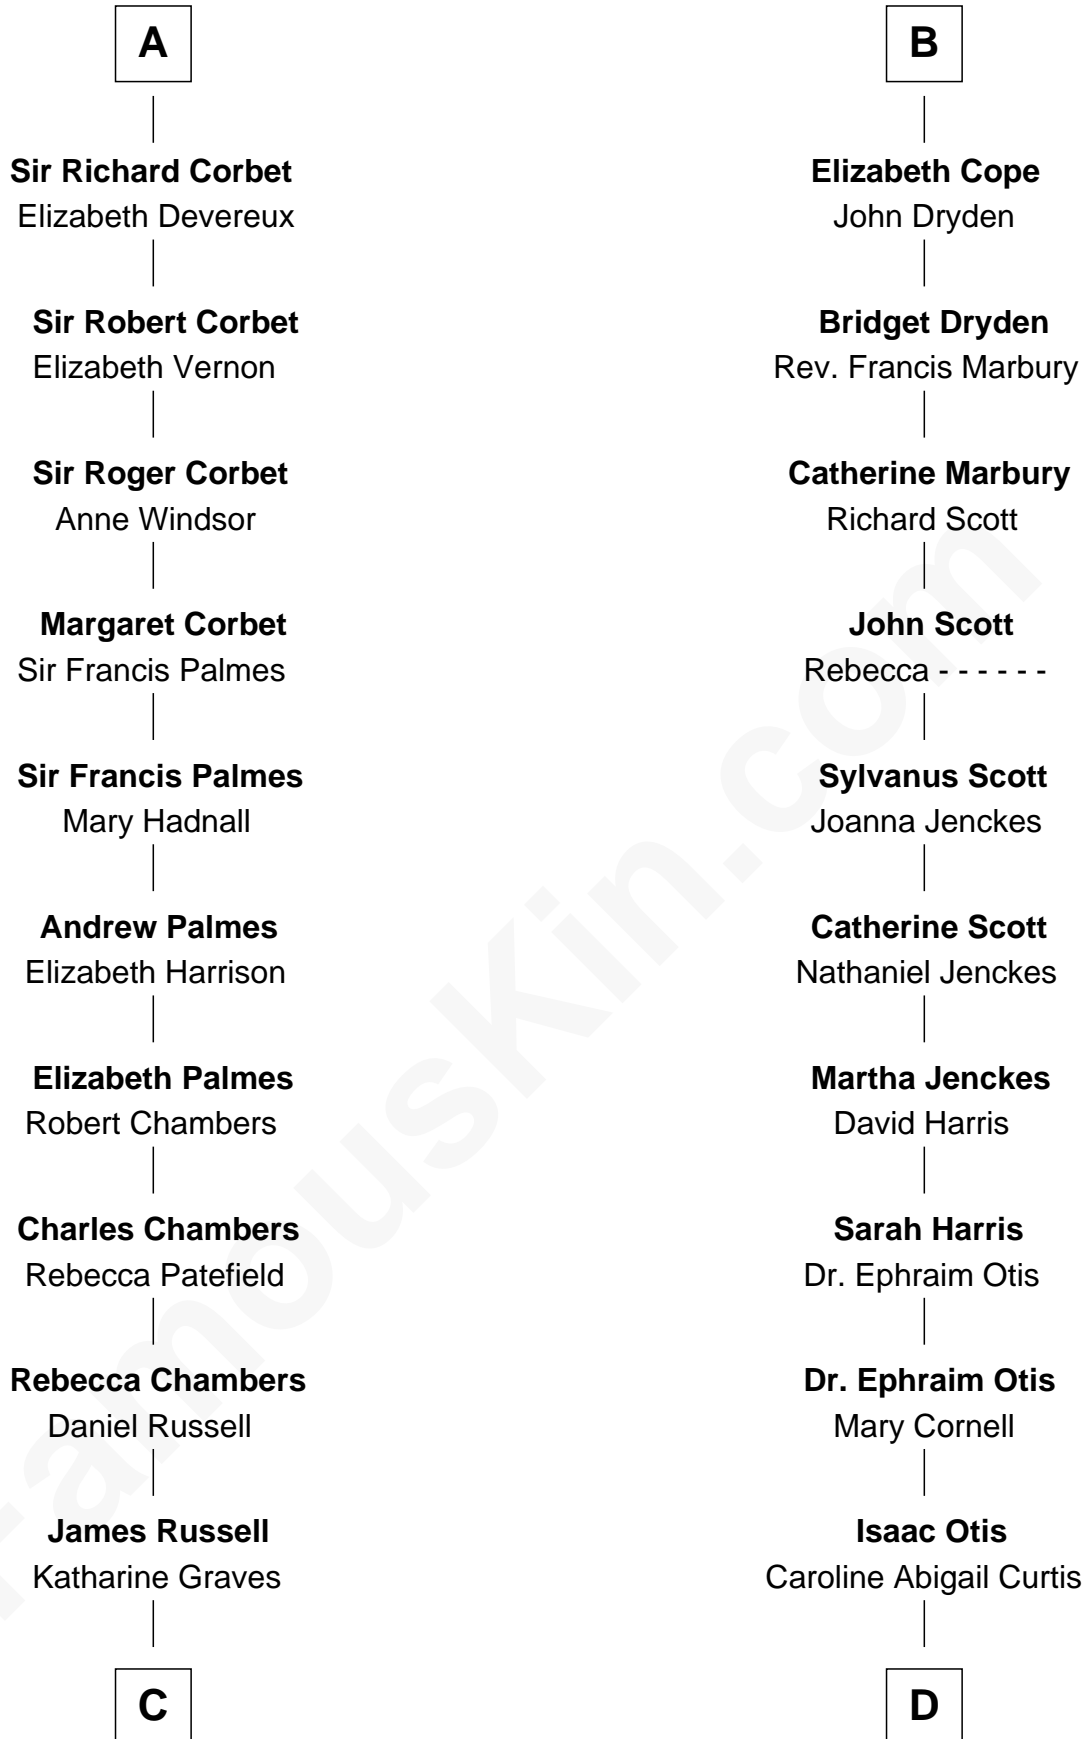 A
Sir Richard Corbet
Elizabeth Devereux
Sir Robert Corbet
Elizabeth Vernon
Sir Roger Corbet
Anne Windsor
Margaret Corbet
Sir Francis Palmes
Sir Francis Palmes
Mary Hadnall
Andrew Palmes
Elizabeth Harrison
Elizabeth Palmes
Robert Chambers
Charles Chambers
Rebecca Patefield
Rebecca Chambers
Daniel Russell
James Russell
Katharine Graves
C
B
Elizabeth Cope
John Dryden
Bridget Dryden
Rev. Francis Marbury
Catherine Marbury
Richard Scott
John Scott
Rebecca - - - - - -
Sylvanus Scott
Joanna Jenckes
Catherine Scott
Nathaniel Jenckes
Martha Jenckes
David Harris
Sarah Harris
Dr. Ephraim Otis
Dr. Ephraim Otis
Mary Cornell
Isaac Otis
Caroline Abigail Curtis
D
FamousKin.com